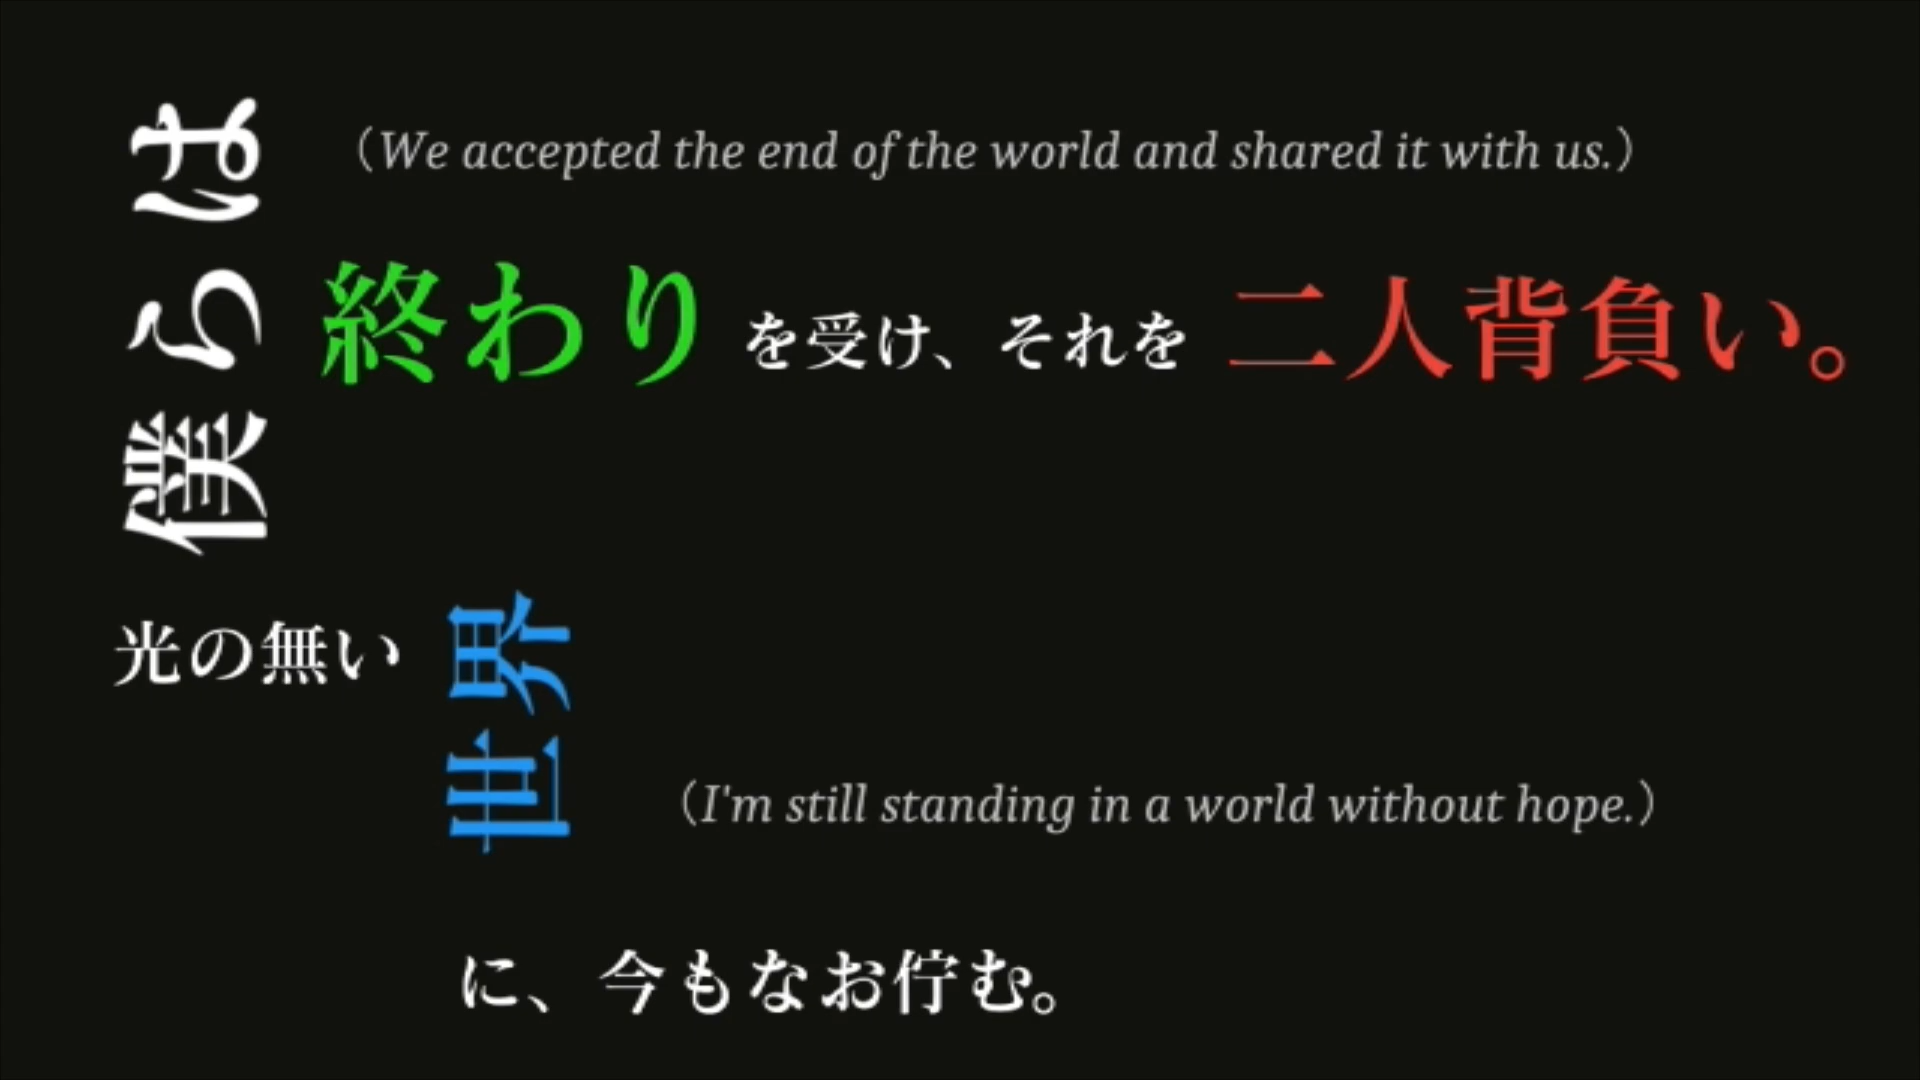 僕らは
（We accepted the end of the world and shared it with us.）
終わりを受け、それを二人背負い。
光の無い
世界
（I'm still standing in a world without hope.）
に、今もなお佇む。